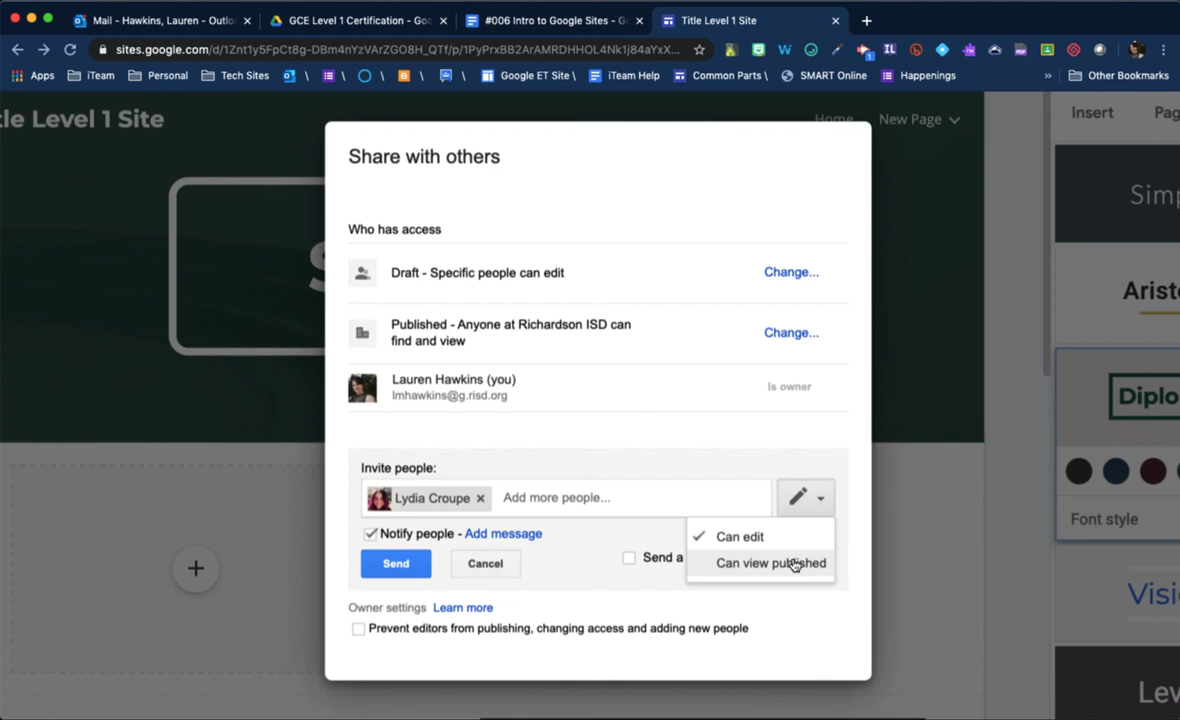 Mail - Hawkins, Lauren - Outlo
GCE Level 1 Certification - Goo
#006 Intro to Google Sites - G
Title Level 1 Site
sites.google.com/d/1Znt1y5FpCt8g-DBm4nYzVArZGO8H_QTf/p/1PyPrxBB2ArAMRDHHOL4Nk1j84aYxX...
Apps
iTeam
Personal
Tech Sites
Google ET Site \
iTeam Help
Common Parts \
SMART Online
Happenings
»
Other Bookmarks
tle Level 1 Site
Home
New Page
Insert
Pag
Share with others
Who has access
Draft - Specific people can edit
Change...
Published - Anyone at Richardson ISD can
find and view
Change...
Lauren Hawkins (you)
lmhawkins@g.risd.org
Is owner
Invite people:
Lydia Croupe
Add more people...
Notify people - Add message
Can edit
Can view published
Send
Cancel
Send a
Owner settings Learn more
Prevent editors from publishing, changing access and adding new people
Simp
Aristo
Diplo
Font style
Visi
Lev